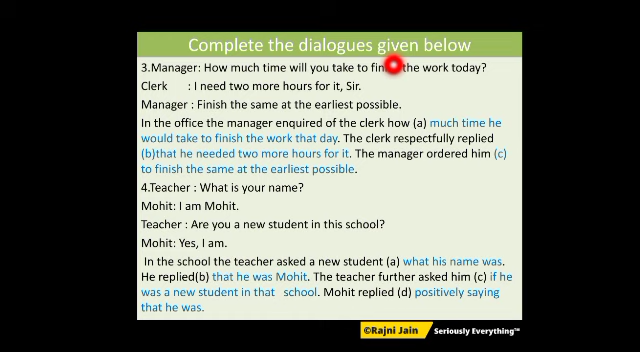 Complete the dialogues given below
3.Manager: How much time will you take to the work today?
Clerk : I need two more hours for it, Sir.
Manager : Finish the same at the earliest possible.
In the office the manager enquired of the clerk how (a) much time he
would take to finish the work that day. The clerk respectfully replied
(b)that he needed two more hours for it. The manager ordered him (c)
to finish the same at the earliest possible.
4.Teacher : What is your name?
Mohit: I am Mohit.
Teacher : Are you a new student in this school?
Mohit: Yes, I am.
In the school the teacher asked a new student (a) what his name was.
He replied(b) that he was Mohit. The teacher further asked him (c) if he
was a new student in that school. Mohit replied (d) positively saying
that he was.
©Rajni Jain Seriously Everything™